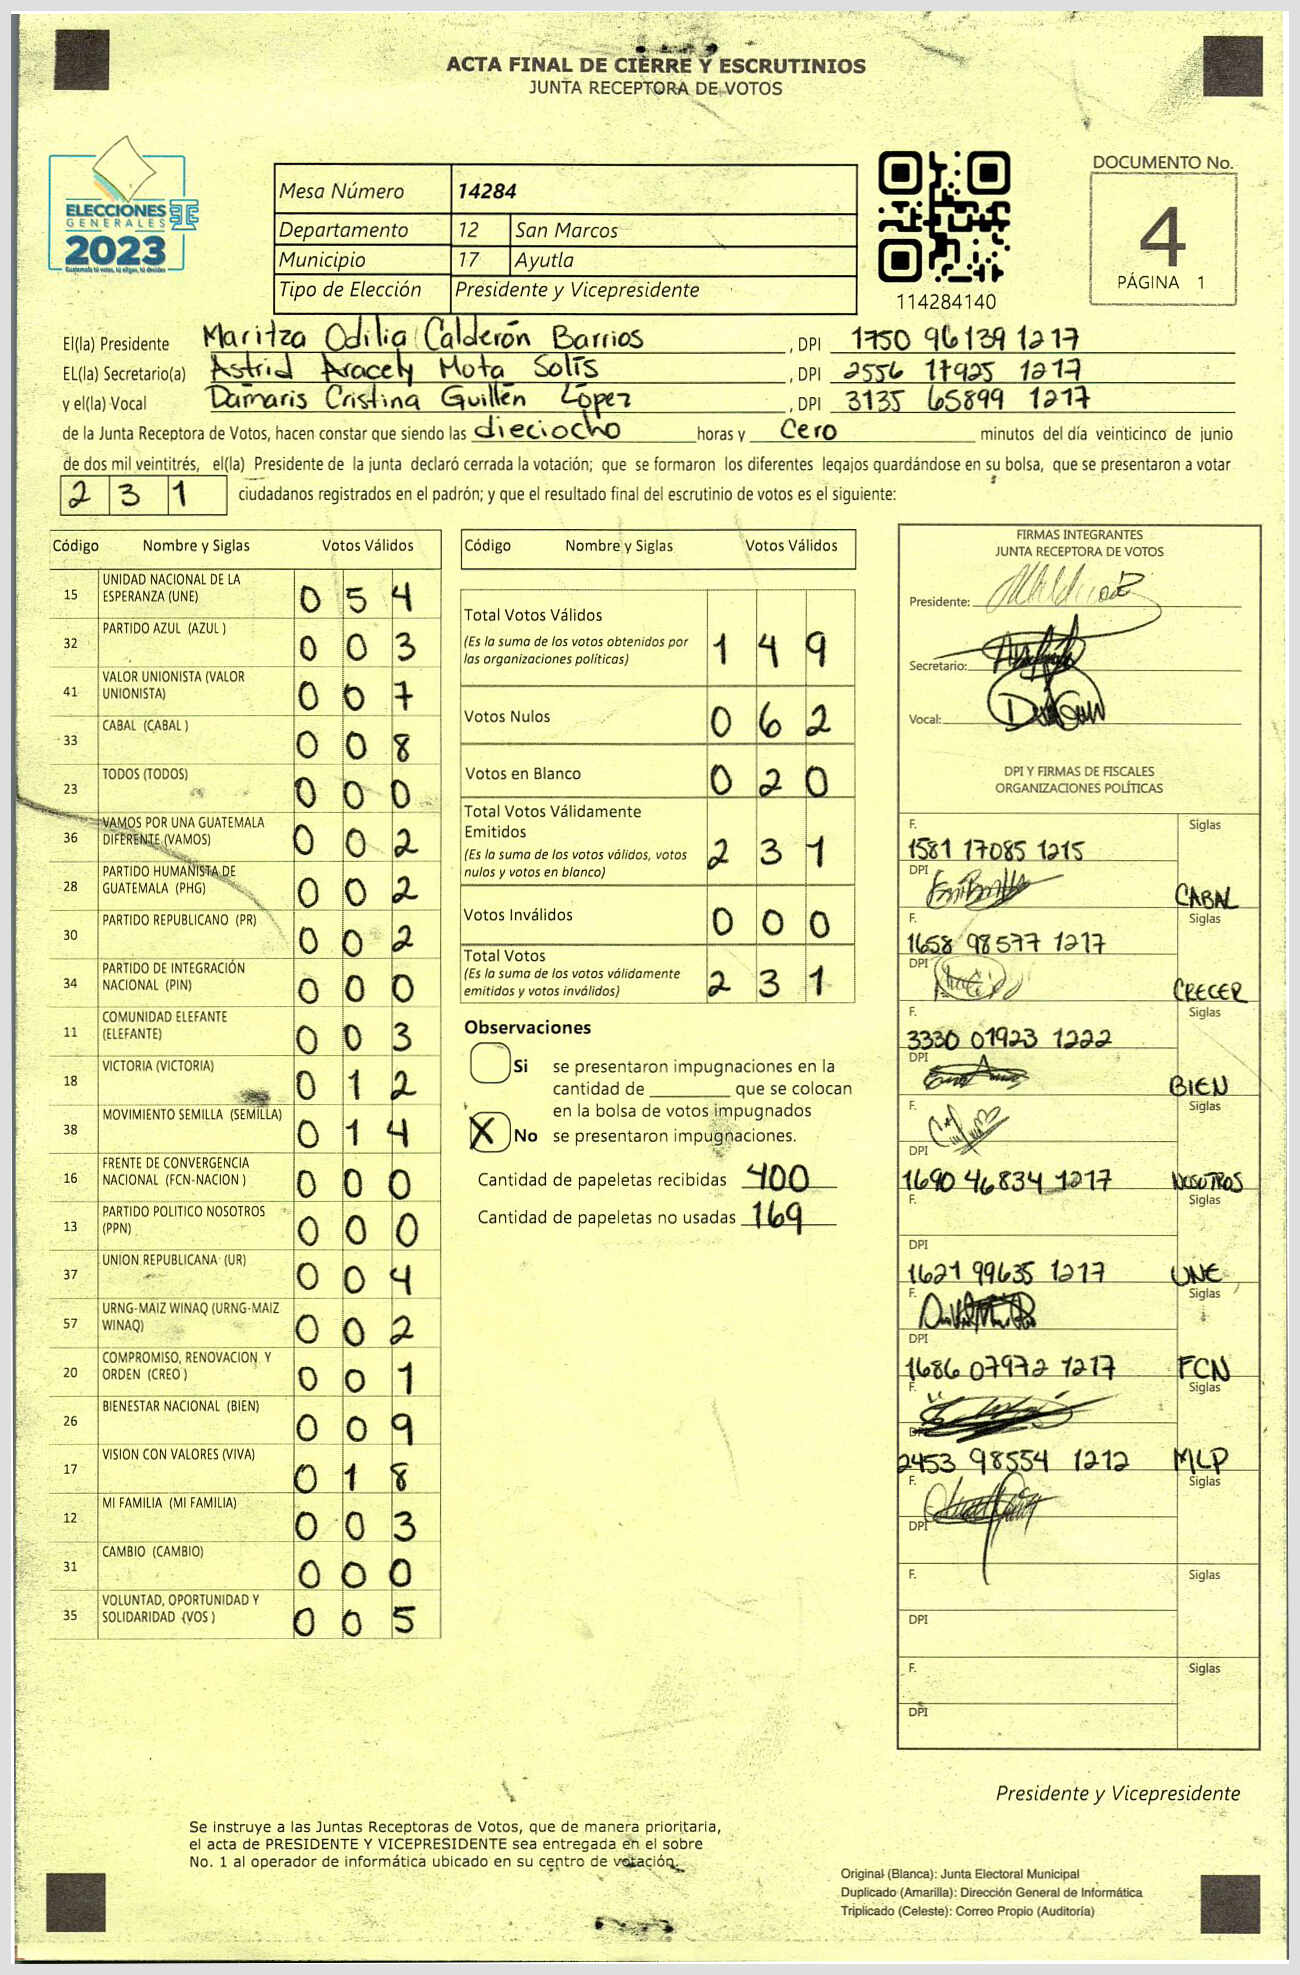 ACTA FINAL DE CIERRE Y ESCRUTINIOS
JUNTA RECEPTORA DE VOTOS
ELECCIONES
GENERALES
2023
Guatemala tú votas, tú eliges, tú decides
Mesa Número 14284
Departamento 12 San Marcos
Municipio 17 Ayutla
Tipo de Elección Presidente y Vicepresidente
114284140
DOCUMENTO No.
4
PÁGINA 1
El(la) Presidente Maritza Odilia Calderón Barrios, DPI 1750 96139 1217
EL(la) Secretario(a) Astrid Aracely Mota Solís, DPI 2556 17925 1217
y el(la) Vocal Damaris Cristina Guillén López, DPI 3135 65899 1217
de la Junta Receptora de Votos, hacen constar que siendo las dieciocho horas y Cero minutos del día veinticinco de junio
de dos mil veintitrés, el(la) Presidente de la junta declaró cerrada la votación; que se formaron los diferentes legajos guardándose en su bolsa, que se presentaron a votar
2 3 1 ciudadanos registrados en el padrón; y que el resultado final del escrutinio de votos es el siguiente:
Código Nombre y Siglas Votos Válidos
15 UNIDAD NACIONAL DE LA ESPERANZA (UNE) 0 5 4
32 PARTIDO AZUL (AZUL ) 0 0 3
41 VALOR UNIONISTA (VALOR UNIONISTA) 0 0 7
33 CABAL (CABAL ) 0 0 8
23 TODOS (TODOS) 0 0 0
36 VAMOS POR UNA GUATEMALA DIFERENTE (VAMOS) 0 0 2
28 PARTIDO HUMANISTA DE GUATEMALA (PHG) 0 0 2
30 PARTIDO REPUBLICANO (PR) 0 0 2
34 PARTIDO DE INTEGRACIÓN NACIONAL (PIN) 0 0 0
11 COMUNIDAD ELEFANTE (ELEFANTE) 0 0 3
18 VICTORIA (VICTORIA) 0 1 2
38 MOVIMIENTO SEMILLA (SEMILLA) 0 1 4
16 FRENTE DE CONVERGENCIA NACIONAL (FCN-NACION ) 0 0 0
13 PARTIDO POLITICO NOSOTROS (PPN) 0 0 0
37 UNION REPUBLICANA (UR) 0 0 4
57 URNG-MAIZ WINAQ (URNG-MAIZ WINAQ) 0 0 2
20 COMPROMISO, RENOVACION Y ORDEN (CREO ) 0 0 1
26 BIENESTAR NACIONAL (BIEN) 0 0 9
17 VISION CON VALORES (VIVA) 0 1 8
12 MI FAMILIA (MI FAMILIA) 0 0 3
31 CAMBIO (CAMBIO) 0 0 0
35 VOLUNTAD, OPORTUNIDAD Y SOLIDARIDAD (VOS ) 0 0 5
Código Nombre y Siglas Votos Válidos
Total Votos Válidos
(Es la suma de los votos obtenidos por
las organizaciones políticas) 1 4 9
Votos Nulos 0 6 2
Votos en Blanco 0 2 0
Total Votos Válidamente
Emitidos
(Es la suma de los votos válidos, votos
nulos y votos en blanco) 2 3 1
Votos Inválidos 0 0 0
Total Votos
(Es la suma de los votos válidamente
emitidos y votos inválidos) 2 3 1
Observaciones
Si se presentaron impugnaciones en la
cantidad de ________ que se colocan
en la bolsa de votos impugnados
X No se presentaron impugnaciones.
Cantidad de papeletas recibidas 400
Cantidad de papeletas no usadas 169
FIRMAS INTEGRANTES
JUNTA RECEPTORA DE VOTOS
Presidente:
Secretario:
Vocal:
DPI Y FIRMAS DE FISCALES
ORGANIZACIONES POLÍTICAS
F. Siglas
1581 17085 1215
DPI CABAL
F. Siglas
1658 98577 1217
DPI CRECER
F. Siglas
3330 01923 1222
DPI BIEN
F. Siglas
DPI
1690 46834 1217 NOSOTROS
F. Siglas
DPI
1621 99635 1217 UNE
F. Siglas
DPI
1686 07972 1217 FCN
F. Siglas
DPI
2453 98554 1212 MLP
F. Siglas
DPI
F. Siglas
DPI
F. Siglas
DPI
Presidente y Vicepresidente
Se instruye a las Juntas Receptoras de Votos, que de manera prioritaria,
el acta de PRESIDENTE Y VICEPRESIDENTE sea entregada en el sobre
No. 1 al operador de informática ubicado en su centro de votación.
Original (Blanca): Junta Electoral Municipal
Duplicado (Amarilla): Dirección General de Informática
Triplicado (Celeste): Correo Propio (Auditoría)